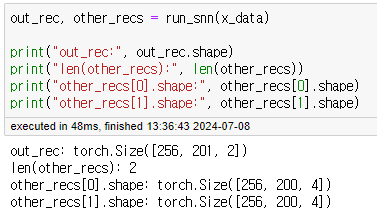 out_rec, other_recs = run_snn(x_data)
print("out_rec:", out_rec.shape)
print("len(other_recs):", len(other_recs))
print("other_recs[0].shape:", other_recs[0].shape)
print("other_recs[1].shape:", other_recs[1].shape)
executed in 48ms, finished 13:36:43 2024-07-08
out_rec: torch.Size([256, 201, 2])
len(other_recs): 2
other_recs[0].shape: torch.Size([256, 200, 4])
other_recs[1].shape: torch.Size([256, 200, 4])